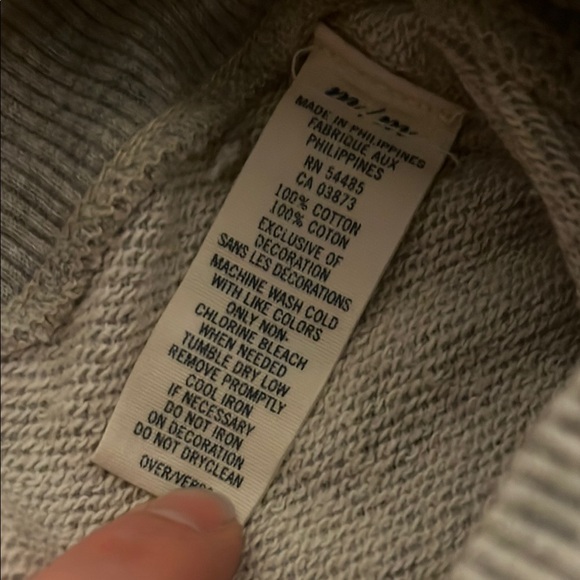 m/m
MADE IN PHILIPPINES
FABRIQUE AUX
PHILIPPINES
RN 54485
CA 03873
100% COTTON
100% COTON
EXCLUSIVE OF
DECORATION
SANS LES DECORATIONS
MACHINE WASH COLD
WITH LIKE COLORS
ONLY NON-
CHLORINE BLEACH
WHEN NEEDED
TUMBLE DRY LOW
REMOVE PROMPTLY
COOL IRON
IF NECESSARY
DO NOT IRON
ON DECORATION
DO NOT DRYCLEAN
OVER/VERSO